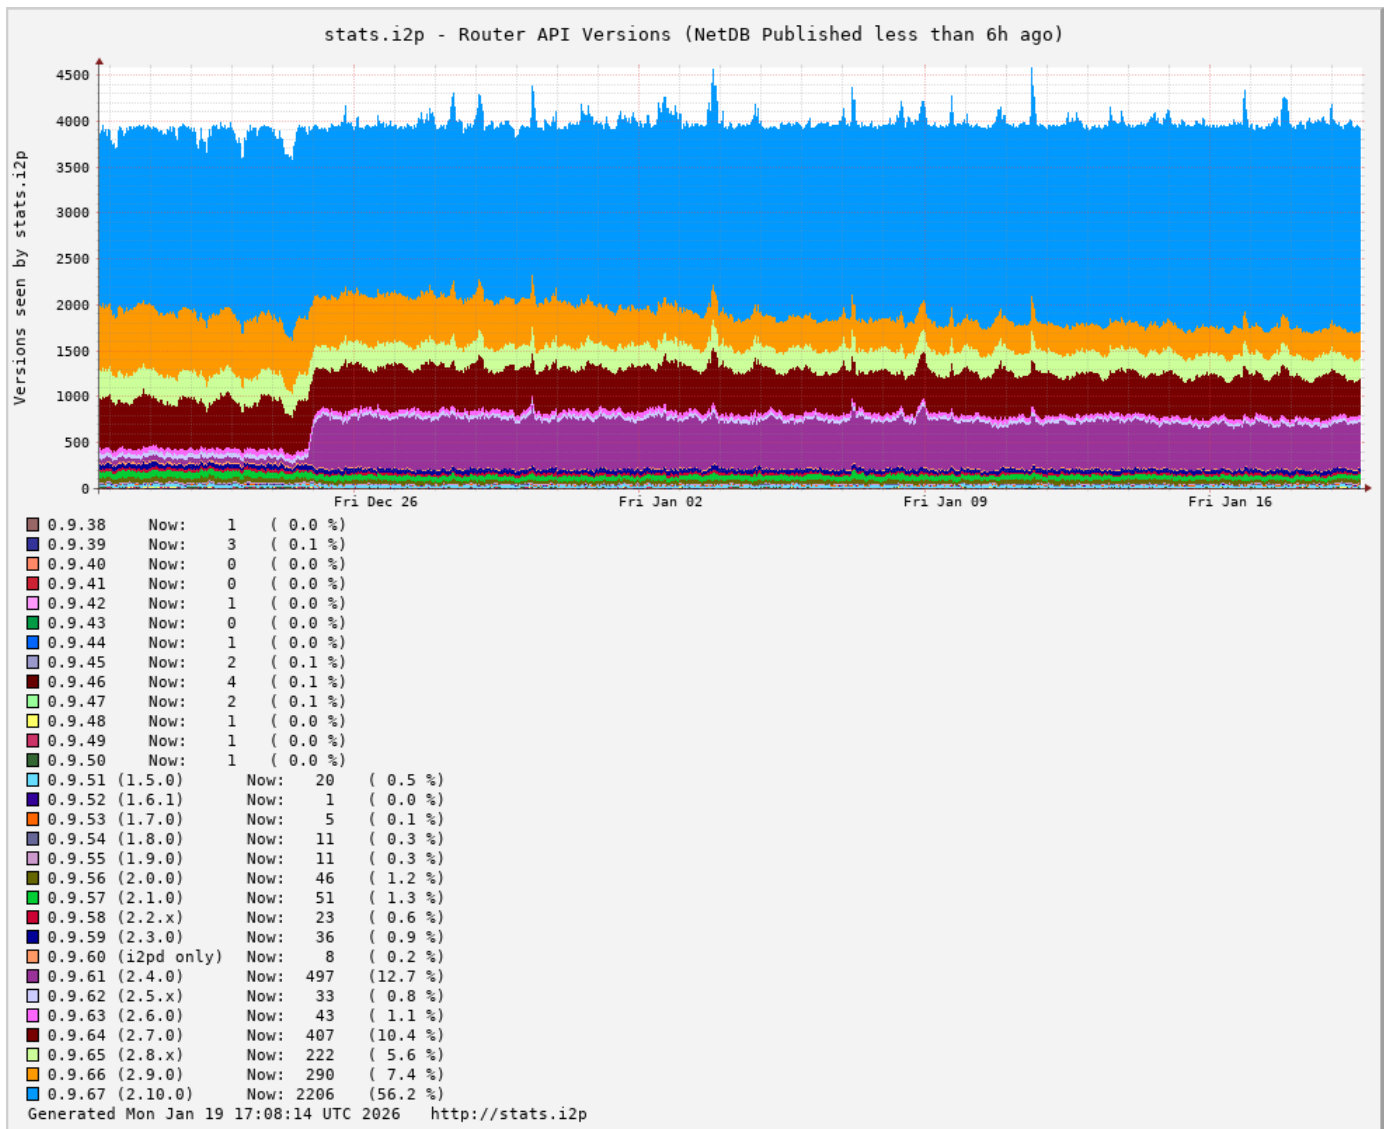 stats.i2p - Router API Versions (NetDB Published less than 6h ago)
Versions seen by stats.i2p
4500
4000
3500
3000
2500
2000
1500
1000
500
0
Fri Dec 26 Fri Jan 02 Fri Jan 09 Fri Jan 16
0.9.38 Now: 1 ( 0.0 %)
0.9.39 Now: 3 ( 0.1 %)
0.9.40 Now: 0 ( 0.0 %)
0.9.41 Now: 0 ( 0.0 %)
0.9.42 Now: 1 ( 0.0 %)
0.9.43 Now: 0 ( 0.0 %)
0.9.44 Now: 1 ( 0.0 %)
0.9.45 Now: 2 ( 0.1 %)
0.9.46 Now: 4 ( 0.1 %)
0.9.47 Now: 2 ( 0.1 %)
0.9.48 Now: 1 ( 0.0 %)
0.9.49 Now: 1 ( 0.0 %)
0.9.50 Now: 1 ( 0.0 %)
0.9.51 (1.5.0) Now: 20 ( 0.5 %)
0.9.52 (1.6.1) Now: 1 ( 0.0 %)
0.9.53 (1.7.0) Now: 5 ( 0.1 %)
0.9.54 (1.8.0) Now: 11 ( 0.3 %)
0.9.55 (1.9.0) Now: 11 ( 0.3 %)
0.9.56 (2.0.0) Now: 46 ( 1.2 %)
0.9.57 (2.1.0) Now: 51 ( 1.3 %)
0.9.58 (2.2.x) Now: 23 ( 0.6 %)
0.9.59 (2.3.0) Now: 36 ( 0.9 %)
0.9.60 (i2pd only) Now: 8 ( 0.2 %)
0.9.61 (2.4.0) Now: 497 (12.7 %)
0.9.62 (2.5.x) Now: 33 ( 0.8 %)
0.9.63 (2.6.0) Now: 43 ( 1.1 %)
0.9.64 (2.7.0) Now: 407 (10.4 %)
0.9.65 (2.8.x) Now: 222 ( 5.6 %)
0.9.66 (2.9.0) Now: 290 ( 7.4 %)
0.9.67 (2.10.0) Now: 2206 (56.2 %)
Generated Mon Jan 19 17:08:14 UTC 2026 http://stats.i2p